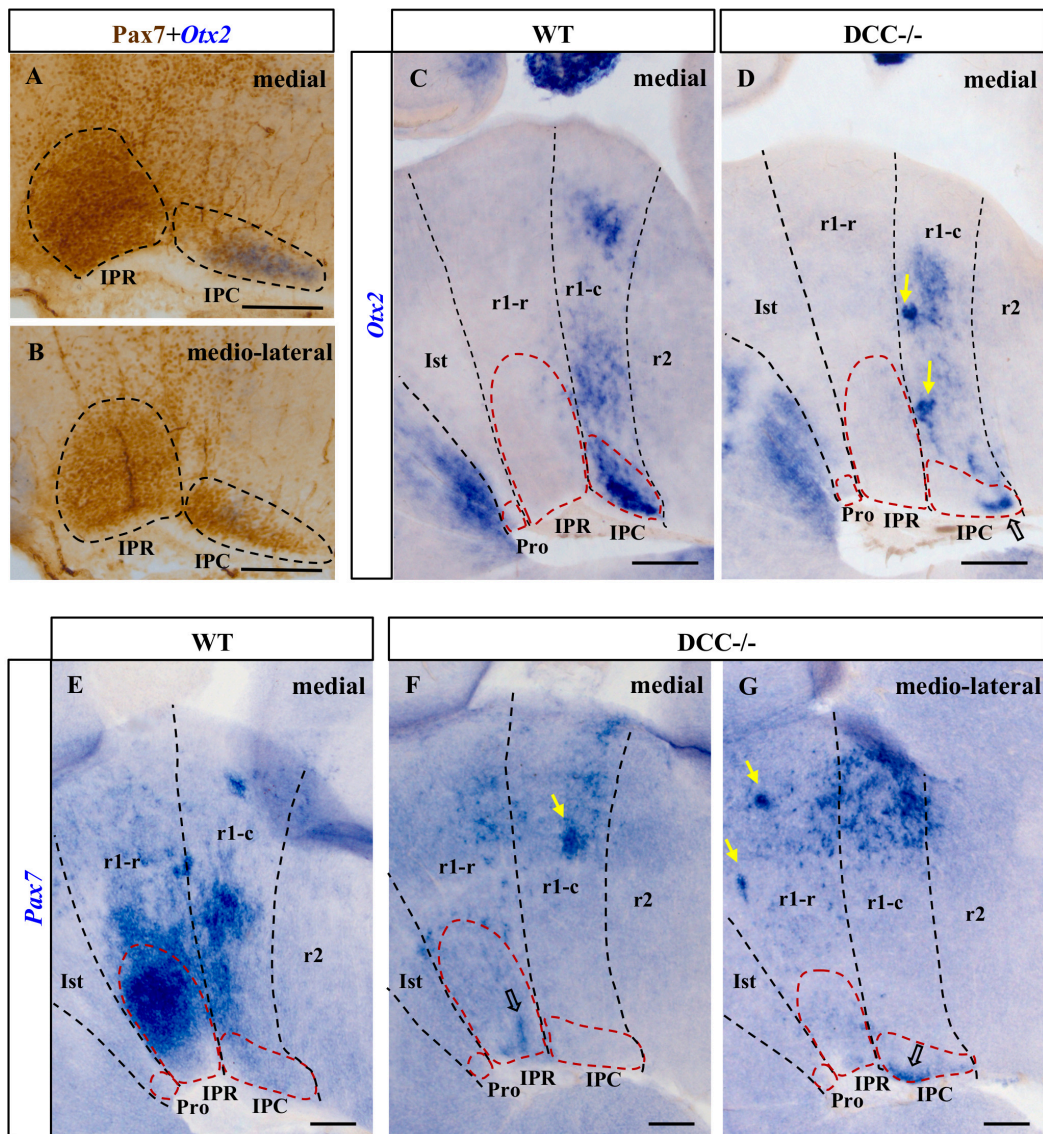 Pax7+Otx2
A
medial
IPR
IPC
B
medio-lateral
IPR
IPC
WT
DCC-/-
Otx2
C
medial
r1-r
r1-c
Ist
r2
IPR
Pro
IPC
D
medial
r1-r
r1-c
Ist
r2
Pro
IPR
IPC
WT
DCC-/-
Pax7
E
medial
r1-c
r1-r
r2
Ist
Pro
IPR
IPC
F
medial
r1-r
r1-c
r2
Ist
Pro
IPR
IPC
G
medio-lateral
r1-r
r1-c
r2
Ist
Pro
IPR
IPC